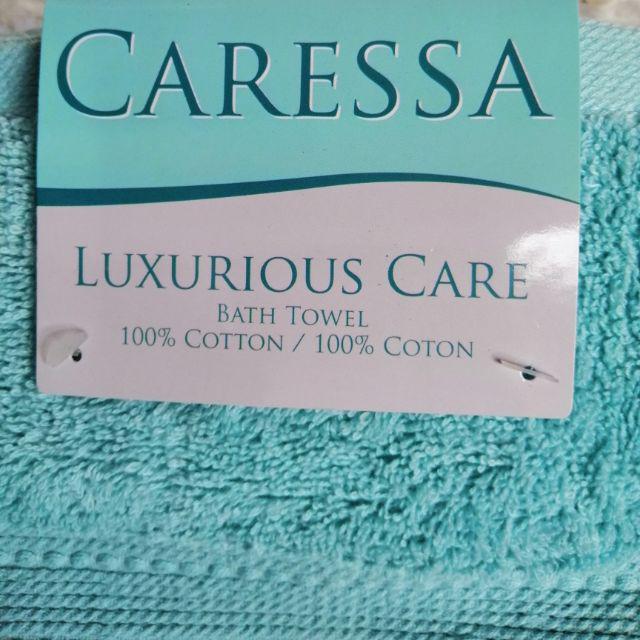 CARESSA
LUXURIOUS CARE
BATH TOWEL
100% COTTON / 100% COTON